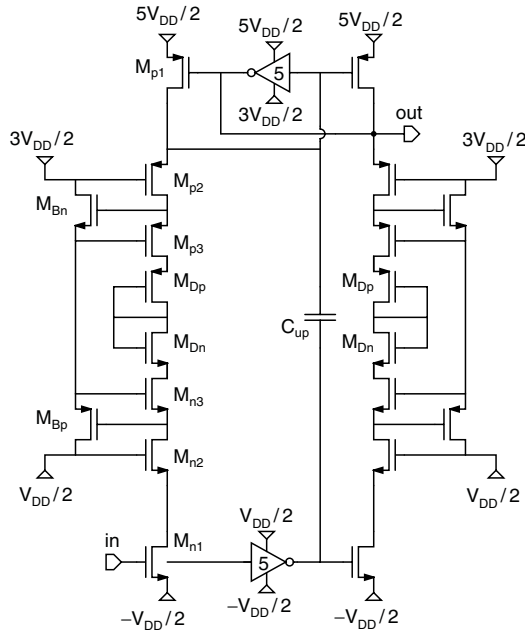 5V_DD/2 5V_DD/2 5V_DD/2
M_p1 5
3V_DD/2 out
3V_DD/2 3V_DD/2
M_p2
M_Bn
M_p3
M_Dp M_Dp
C_up
M_Dn M_Dn
M_n3
M_Bp
M_n2
V_DD/2 V_DD/2 V_DD/2
in M_n1
5
-V_DD/2 -V_DD/2 -V_DD/2